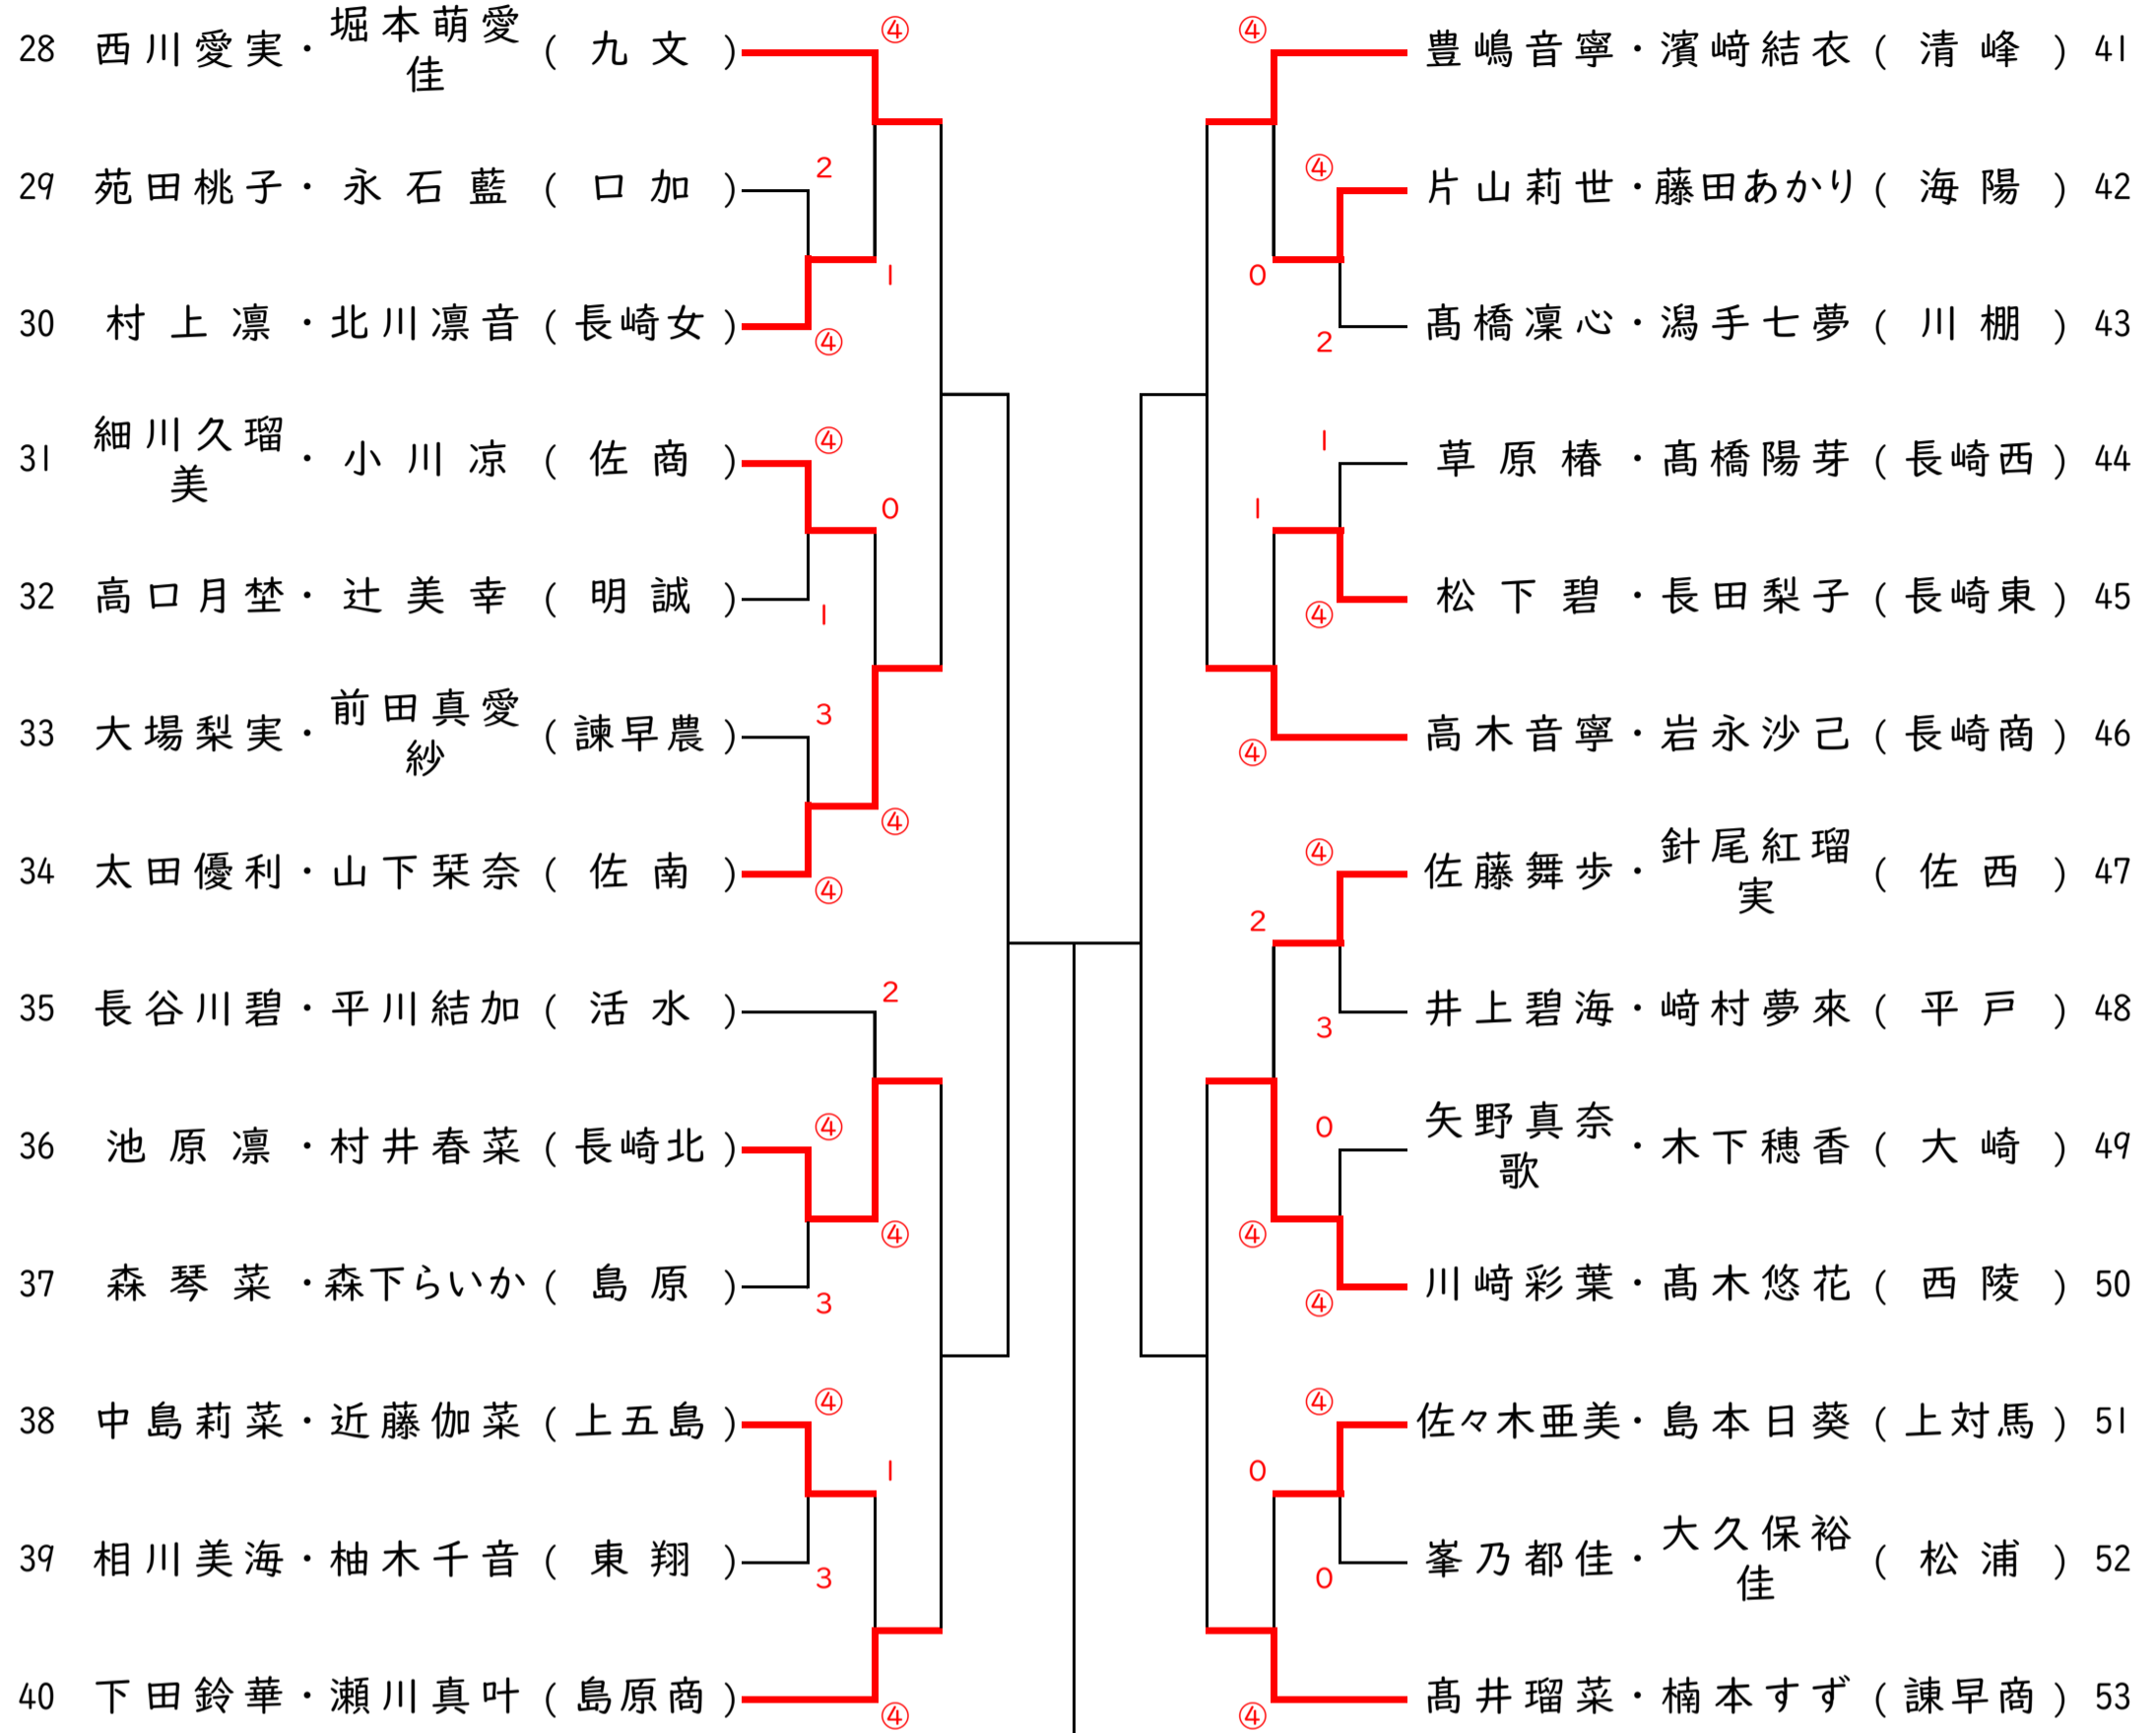 28 西川愛実・堀本萌愛佳 (九文) ④
29 苑田桃子・永石藍 (口加) 2
1
30 村上凛・北川凛音 (長崎女) ④
31 細川久瑠美・小川凉 (佐商) ④
0
32 高口月埜・辻美幸 (明誠) 1
33 大場梨実・前田真愛紗 (諫早農) 3
④
34 太田優利・山下栞奈 (佐南) ④
35 長谷川碧・平川結加 (活水) 2
36 池原凛・村井春菜 (長崎北) ④
④
37 森琴菜・森下らいか (島原) 3
38 中島莉菜・近藤伽菜 (上五島) ④
1
39 相川美海・柚木千音 (東翔) 3
40 下田鈴華・瀬川真叶 (島原商) ④
④ 豊嶋音寧・濱﨑結衣 (清峰) 41
④ 片山莉世・藤田あかり (海陽) 42
0
2 髙橋凜心・潟手七夢 (川棚) 43
1 草原椿・髙橋陽芽 (長崎西) 44
1
④ 松下碧・長田梨子 (長崎東) 45
④ 高木音寧・岩永沙己 (長崎商) 46
④ 佐藤舞歩・針尾紅瑠実 (佐西) 47
2
3 井上碧海・﨑村夢來 (平戸) 48
0 矢野真奈歌・木下穂香 (大崎) 49
④
④ 川﨑彩葉・髙木悠花 (西陵) 50
④ 佐々木亜美・島本日葵 (上対馬) 51
0
0 峯乃都佳・大久保裕佳 (松浦) 52
④ 髙井瑠菜・楠本すず (諫早商) 53